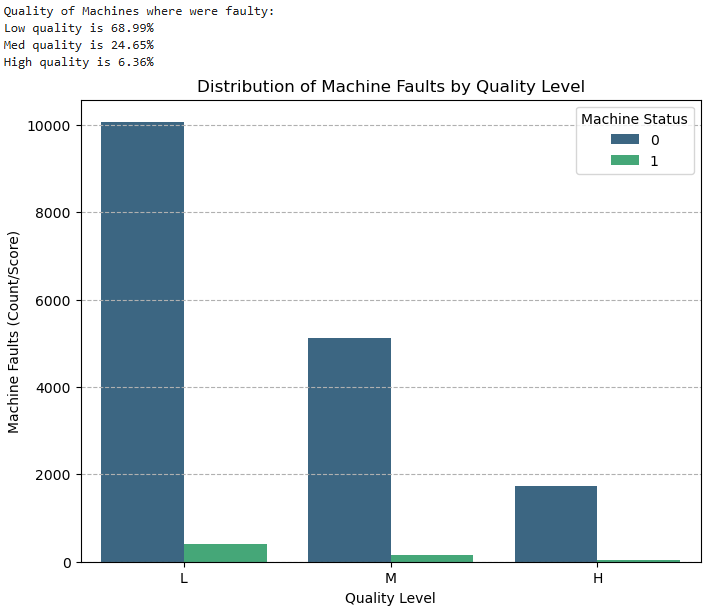 Quality of Machines where were faulty:
Low quality is 68.99%
Med quality is 24.65%
High quality is 6.36%
Distribution of Machine Faults by Quality Level
Machine Status
0
1
Machine Faults (Count/Score)
10000
8000
6000
4000
2000
0
L
M
H
Quality Level